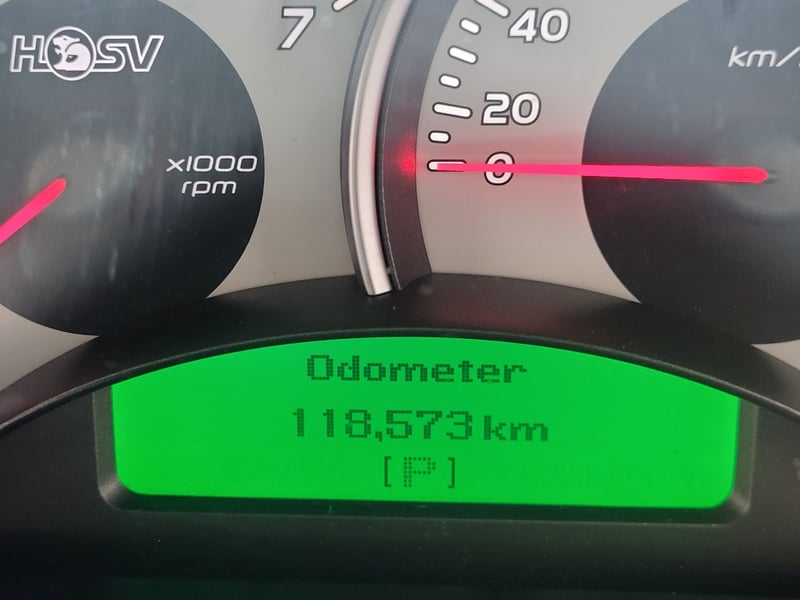 HSV
7
x1000
rpm
40
20
0
km/
Odometer
118,573 km
[P]